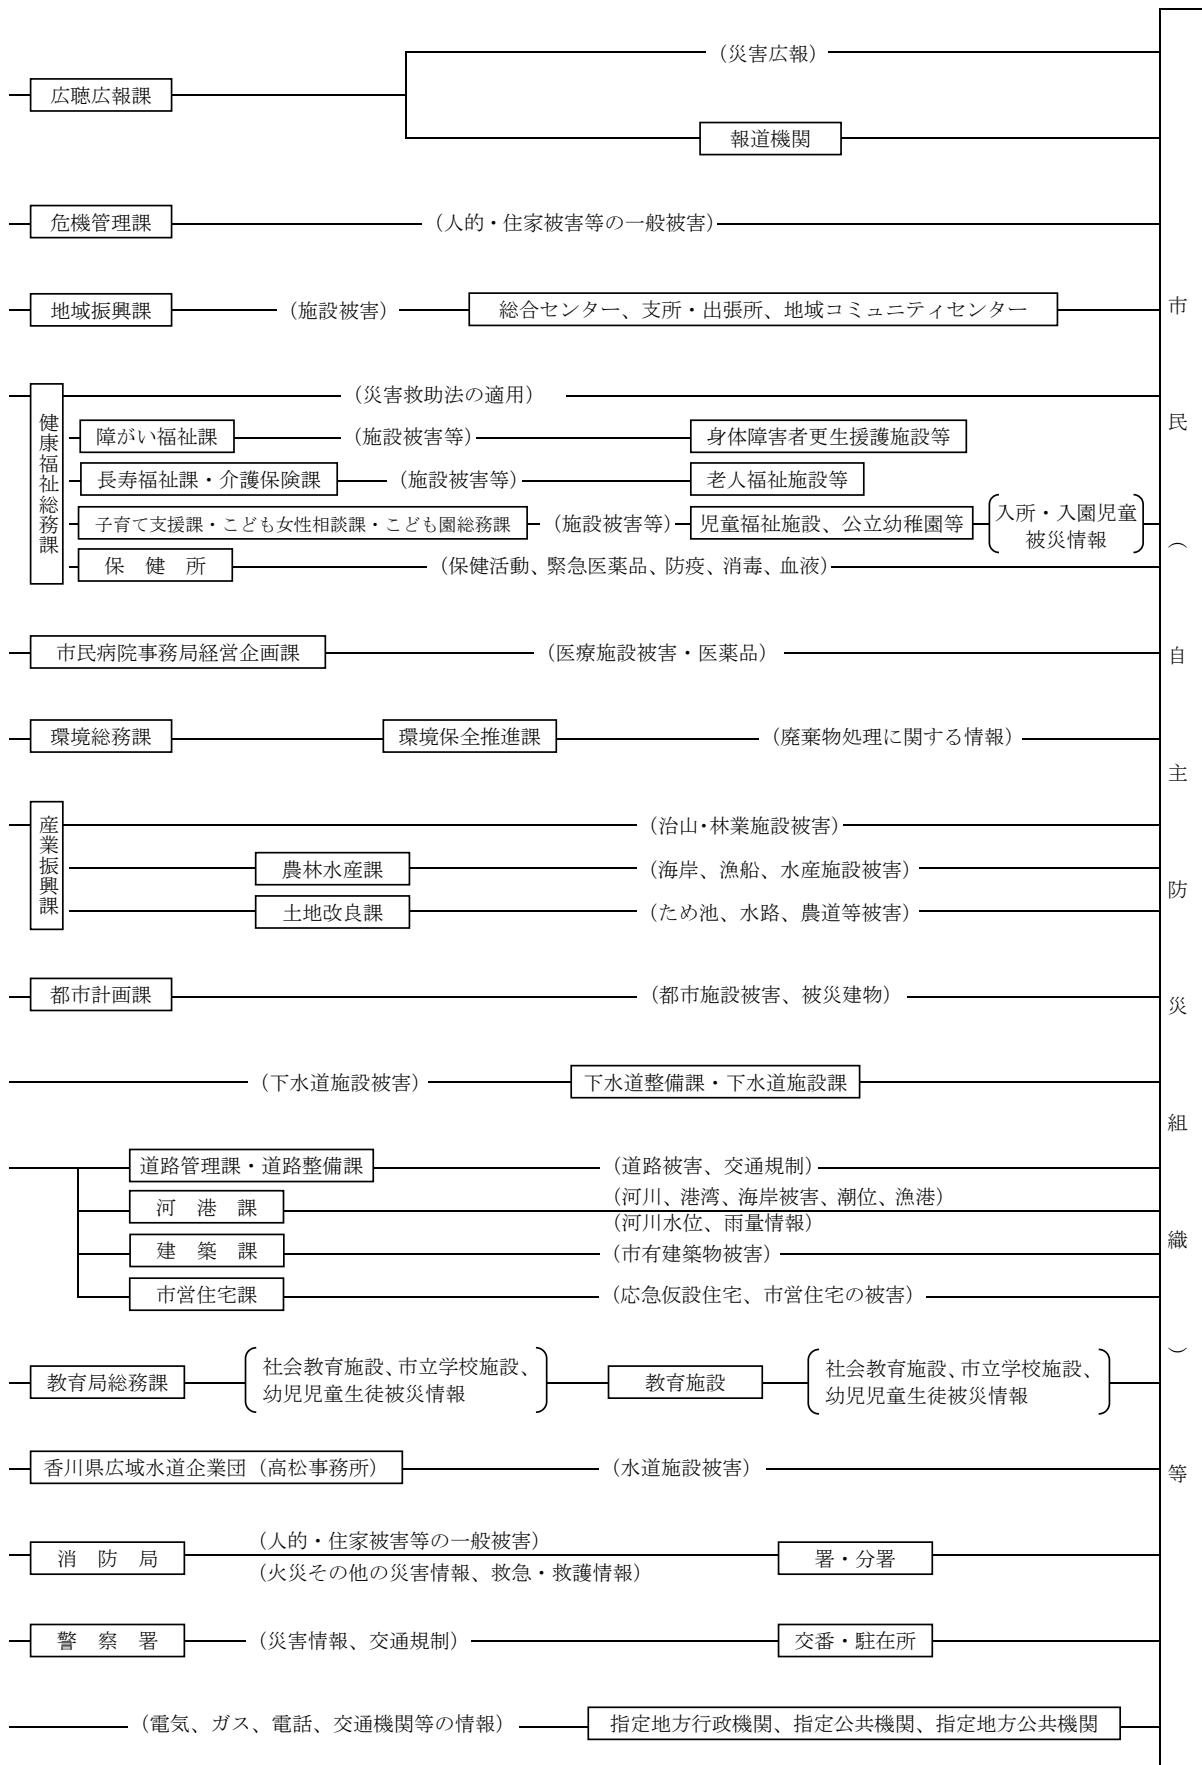 （災害広報）
広聴広報課
報道機関
危機管理課
（人的・住家被害等の一般被害）
地域振興課
（施設被害）
総合センター、支所・出張所、地域コミュニティセンター
健康福祉総務課
（災害救助法の適用）
障がい福祉課
（施設被害等）
身体障害者更生援護施設等
長寿福祉課・介護保険課
（施設被害等）
老人福祉施設等
子育て支援課・こども女性相談課・こども園総務課
（施設被害等）
児童福祉施設、公立幼稚園等
入所・入園児童
被災情報
保　健　所
（保健活動、緊急医薬品、防疫、消毒、血液）
市民病院事務局経営企画課
（医療施設被害・医薬品）
環境総務課
環境保全推進課
（廃棄物処理に関する情報）
産業振興課
（治山・林業施設被害）
農林水産課
（海岸、漁船、水産施設被害）
土地改良課
（ため池、水路、農道等被害）
都市計画課
（都市施設被害、被災建物）
（下水道施設被害）
下水道整備課・下水道施設課
道路管理課・道路整備課
（道路被害、交通規制）
河　港　課
（河川、港湾、海岸被害、潮位、漁港）
（河川水位、雨量情報）
建　築　課
（市有建築物被害）
市営住宅課
（応急仮設住宅、市営住宅の被害）
教育局総務課
社会教育施設、市立学校施設、
幼児児童生徒被災情報
教育施設
社会教育施設、市立学校施設、
幼児児童生徒被災情報
香川県広域水道企業団（高松事務所）
（水道施設被害）
消　防　局
（人的・住家被害等の一般被害）
（火災その他の災害情報、救急・救護情報）
署・分署
警　察　署
（災害情報、交通規制）
交番・駐在所
（電気、ガス、電話、交通機関等の情報）
指定地方行政機関、指定公共機関、指定地方公共機関
市民（自主防災組織）等